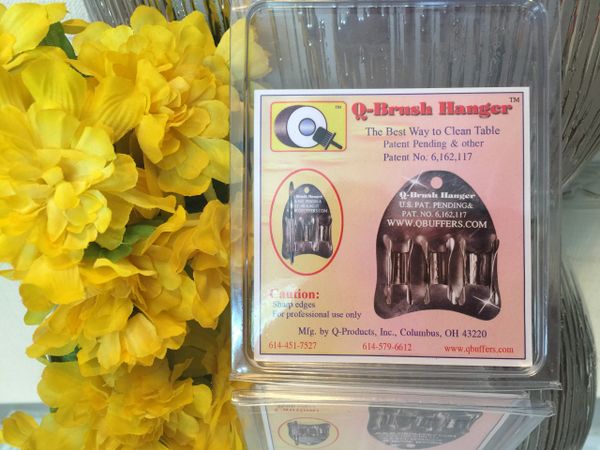 Q-Brush Hanger™
TM
The Best Way to Clean Table
Patent Pending & other
Patent No. 6,162,117
Q-Brush Hanger
U.S. PAT. PENDING&
PAT. NO. 6,162,117
WWW.QBUFFERS.COM
Caution:
Sharp edges
For professional use only
Mfg. by Q-Products, Inc., Columbus, OH 43220
614-451-7527 614-579-6612 www.qbuffers.com